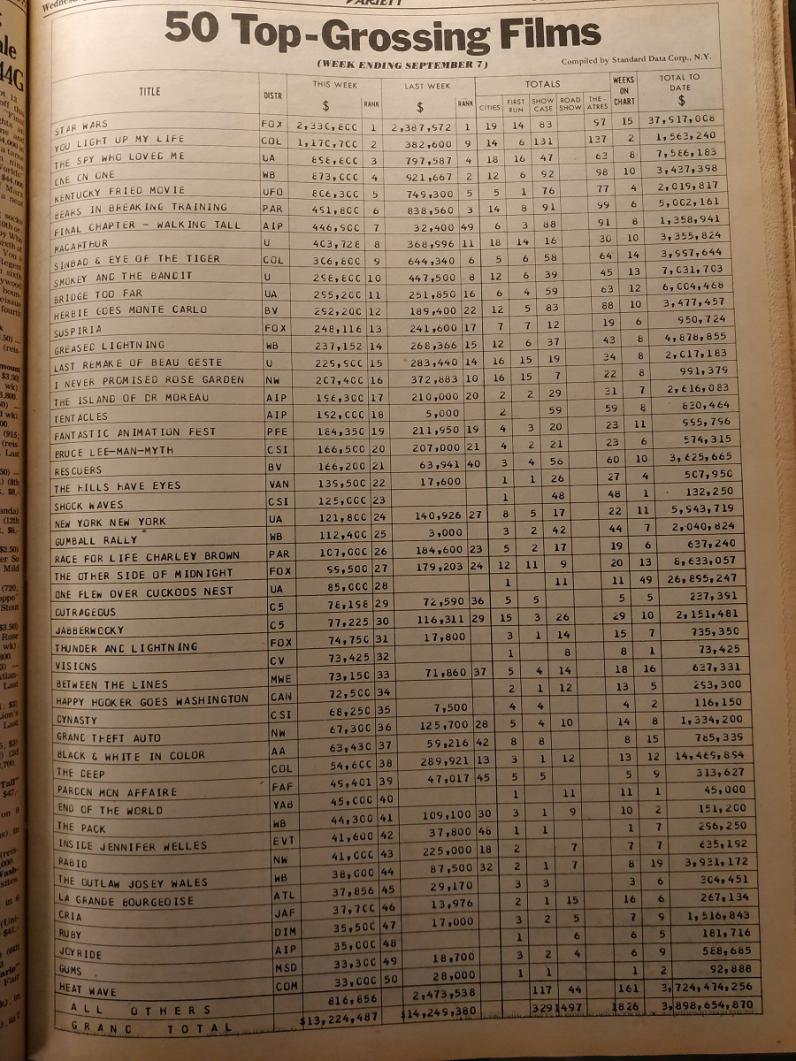 Wednesday,
VARIETY
50 Top-Grossing Films
(WEEK ENDING SEPTEMBER 7)
Compiled by Standard Data Corp., N.Y.
TITLE DISTR THIS WEEK $ RANK LAST WEEK $ RANK TOTALS CITIES FIRST RUN SHOW CASE ROAD SHOW THE-ATRES WEEKS ON CHART TOTAL TO DATE $
STAR WARS FOX 1 2,387,572 1 19 14 83 97 15
YOU LIGHT UP MY LIFE COL 2 382,600 9 14 6 131 137 2 1,563,240
THE SPY WHO LOVED ME UA 3 797,587 4 18 16 47 63 8 7,586,183
ONE ON ONE WB 873,000 4 921,667 2 12 6 92 98 10 3,437,398
KENTUCKY FRIED MOVIE UFD 806,300 5 749,300 5 5 1 76 77 4 2,019,817
BEARS IN BREAKING TRAINING PAR 451,800 6 838,560 3 14 8 91 99 6 5,002,161
FINAL CHAPTER - WALKING TALL AIP 446,500 7 32,400 49 6 3 88 91 8 1,358,941
MACARTHUR U 403,728 8 368,996 11 18 14 16 30 10 3,355,824
SINBAD & EYE OF THE TIGER COL 306,800 9 644,340 6 5 6 58 64 14 3,557,644
SMOKEY AND THE BANDIT U 10 447,500 8 12 6 39 45 13 7,031,703
BRIDGE TOO FAR UA 255,200 11 251,850 16 6 4 59 63 12 6,004,468
HERBIE GOES MONTE CARLO BV 252,200 12 189,400 22 12 5 83 88 10 3,477,457
SUSPIRIA FOX 248,116 13 241,600 17 7 7 12 19 6 950,724
GREASED LIGHTNING WB 237,152 14 268,366 15 12 6 37 43 8 4,878,855
LAST REMAKE OF BEAU GESTE U 225,500 15 283,440 14 16 15 19 34 8 2,017,183
I NEVER PROMISED ROSE GARDEN NW 207,400 16 372,883 10 16 15 7 22 8 991,379
THE ISLAND OF DR MOREAU AIP 196,300 17 210,000 20 2 2 29 31 7 2,616,083
TENTACLES AIP 192,000 18 5,000 2 59 59 8 830,464
FANTASTIC ANIMATION FEST PFE 184,350 19 211,950 19 4 3 20 23 11 955,796
BRUCE LEE-MAN-MYTH CSI 166,500 20 207,000 21 4 2 21 23 6 574,315
RESCUERS BV 166,200 21 63,941 40 3 4 56 60 10 3,625,665
THE HILLS HAVE EYES VAN 139,500 22 17,600 1 1 26 27 4 507,950
SHOCK WAVES CSI 125,000 23 1 48 48 1 132,250
NEW YORK NEW YORK UA 121,800 24 140,926 27 8 5 17 22 11 5,943,719
GUMBALL RALLY WB 112,400 25 3,000 3 2 42 44 7 2,040,824
RACE FOR LIFE CHARLEY BROWN PAR 107,000 26 184,600 23 5 2 17 19 6 637,240
THE OTHER SIDE OF MIDNIGHT FOX 99,500 27 179,203 24 12 11 9 20 13 8,633,057
ONE FLEW OVER CUCKOOS NEST UA 85,000 28 1 11 11 49 26,895,247
OUTRAGEOUS C5 78,198 29 72,590 36 5 5 5 5 237,391
JABBERWOCKY C5 77,225 30 116,311 29 15 3 26 29 10 2,151,481
THUNDER AND LIGHTNING FOX 74,750 31 17,800 3 1 14 15 7 735,350
VISIONS CV 73,425 32 1 8 8 1 73,425
BETWEEN THE LINES MWE 73,150 33 71,860 37 5 4 14 18 16 637,331
HAPPY HOOKER GOES WASHINGTON CAN 72,500 34 2 1 12 13 5 253,300
DYNASTY CSI 68,250 35 7,500 4 4 4 2 116,150
GRAND THEFT AUTO NW 67,300 36 125,700 28 5 4 10 14 8 1,334,200
BLACK & WHITE IN COLOR AA 63,430 37 59,216 42 8 8 8 15 765,339
THE DEEP COL 54,600 38 289,921 13 3 1 12 13 12 14,465,854
PARDON MON AFFAIRE FAF 45,401 39 47,017 45 5 5 5 9 313,627
END OF THE WORLD YAB 45,000 40 1 11 11 1 45,000
THE PACK WB 44,300 41 109,100 30 3 1 9 10 2 151,200
INSIDE JENNIFER WELLES EVT 41,600 42 37,800 46 1 1 1 7 256,250
RABID NW 41,000 43 225,000 18 2 7 7 7 635,192
THE OUTLAW JOSEY WALES WB 38,000 44 87,500 32 2 1 7 8 19 3,931,172
LA GRANDE BOURGEOISE ATL 37,856 45 29,170 3 3 3 6 304,451
CRIA JAF 37,700 46 13,976 2 1 15 16 6 267,134
RUBY DIM 35,500 47 17,000 3 2 5 7 9 1,516,843
JOYRIDE AIP 35,000 48 1 6 6 5 181,716
GUMS MSD 33,300 49 18,700 3 2 4 6 9 568,685
HEAT WAVE COM 33,000 50 28,000 1 1 1 2 92,888
ALL OTHERS 816,856 2,473,538 117 44 161 3,724,474,256
GRAND TOTAL $13,224,487 $14,249,380 329 1497 1826 3,898,654,870